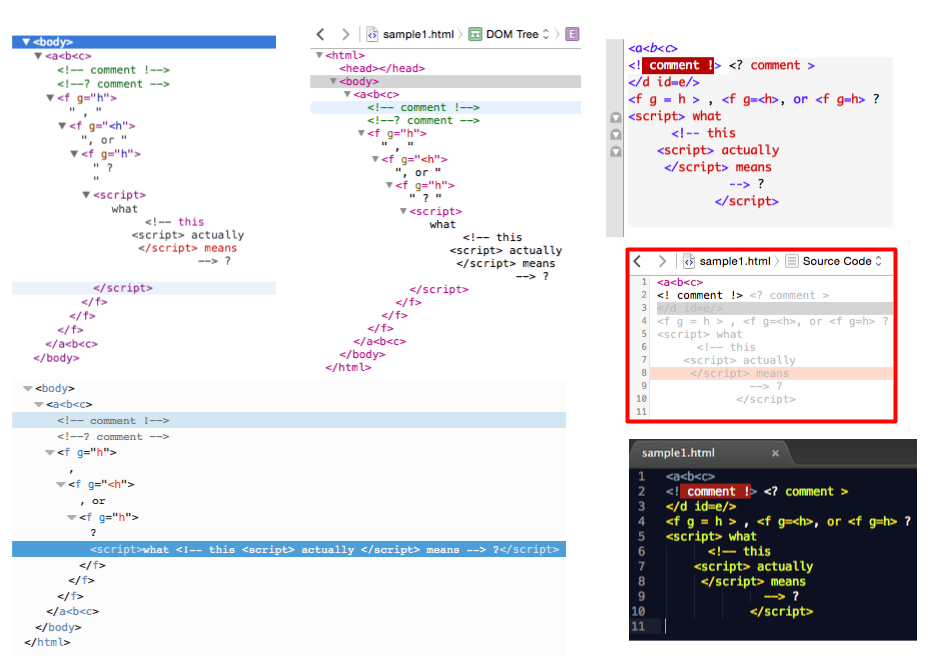 <body>
<a<b<c>
<!-- comment !-->
<!--? comment -->
<f g="h">
" , "
<f g="<h">
", or "
<f g="h">
" ?
"
<script>
what
<!-- this
<script> actually
</script> means
--> ?
</script>
</f>
</f>
</f>
</a<b<c>
</body>
sample1.html DOM Tree E
<html>
<head></head>
<body>
<a<b<c>
<!-- comment !-->
<!--? comment -->
<f g="h">
" , "
<f g="<h">
", or "
<f g="h">
" ? "
<script>
what
<!-- this
<script> actually
</script> means
--> ?
</script>
</f>
</f>
</f>
</a<b<c>
</body>
</html>
<a<b<c>
<! comment !> <? comment >
</d id=e/>
<f g = h > , <f g=<h>, or <f g=h> ?
<script> what
<!-- this
<script> actually
</script> means
--> ?
</script>
sample1.html Source Code
1 <a<b<c>
2 <! comment !> <? comment >
3 </d id=e/>
4 <f g = h > , <f g=<h>, or <f g=h> ?
5 <script> what
6 <!-- this
7 <script> actually
8 </script> means
9 --> ?
10 </script>
11
<body>
<a<b<c>
<!-- comment !-->
<!--? comment -->
<f g="h">
,
<f g="<h">
, or
<f g="h">
?
<script>what <!-- this <script> actually </script> means --> ?</script>
</f>
</f>
</f>
</a<b<c>
</body>
</html>
sample1.html ×
1 <a<b<c>
2 <! comment !> <? comment >
3 </d id=e/>
4 <f g = h > , <f g=<h>, or <f g=h> ?
5 <script> what
6 <!-- this
7 <script> actually
8 </script> means
9 --> ?
10 </script>
11